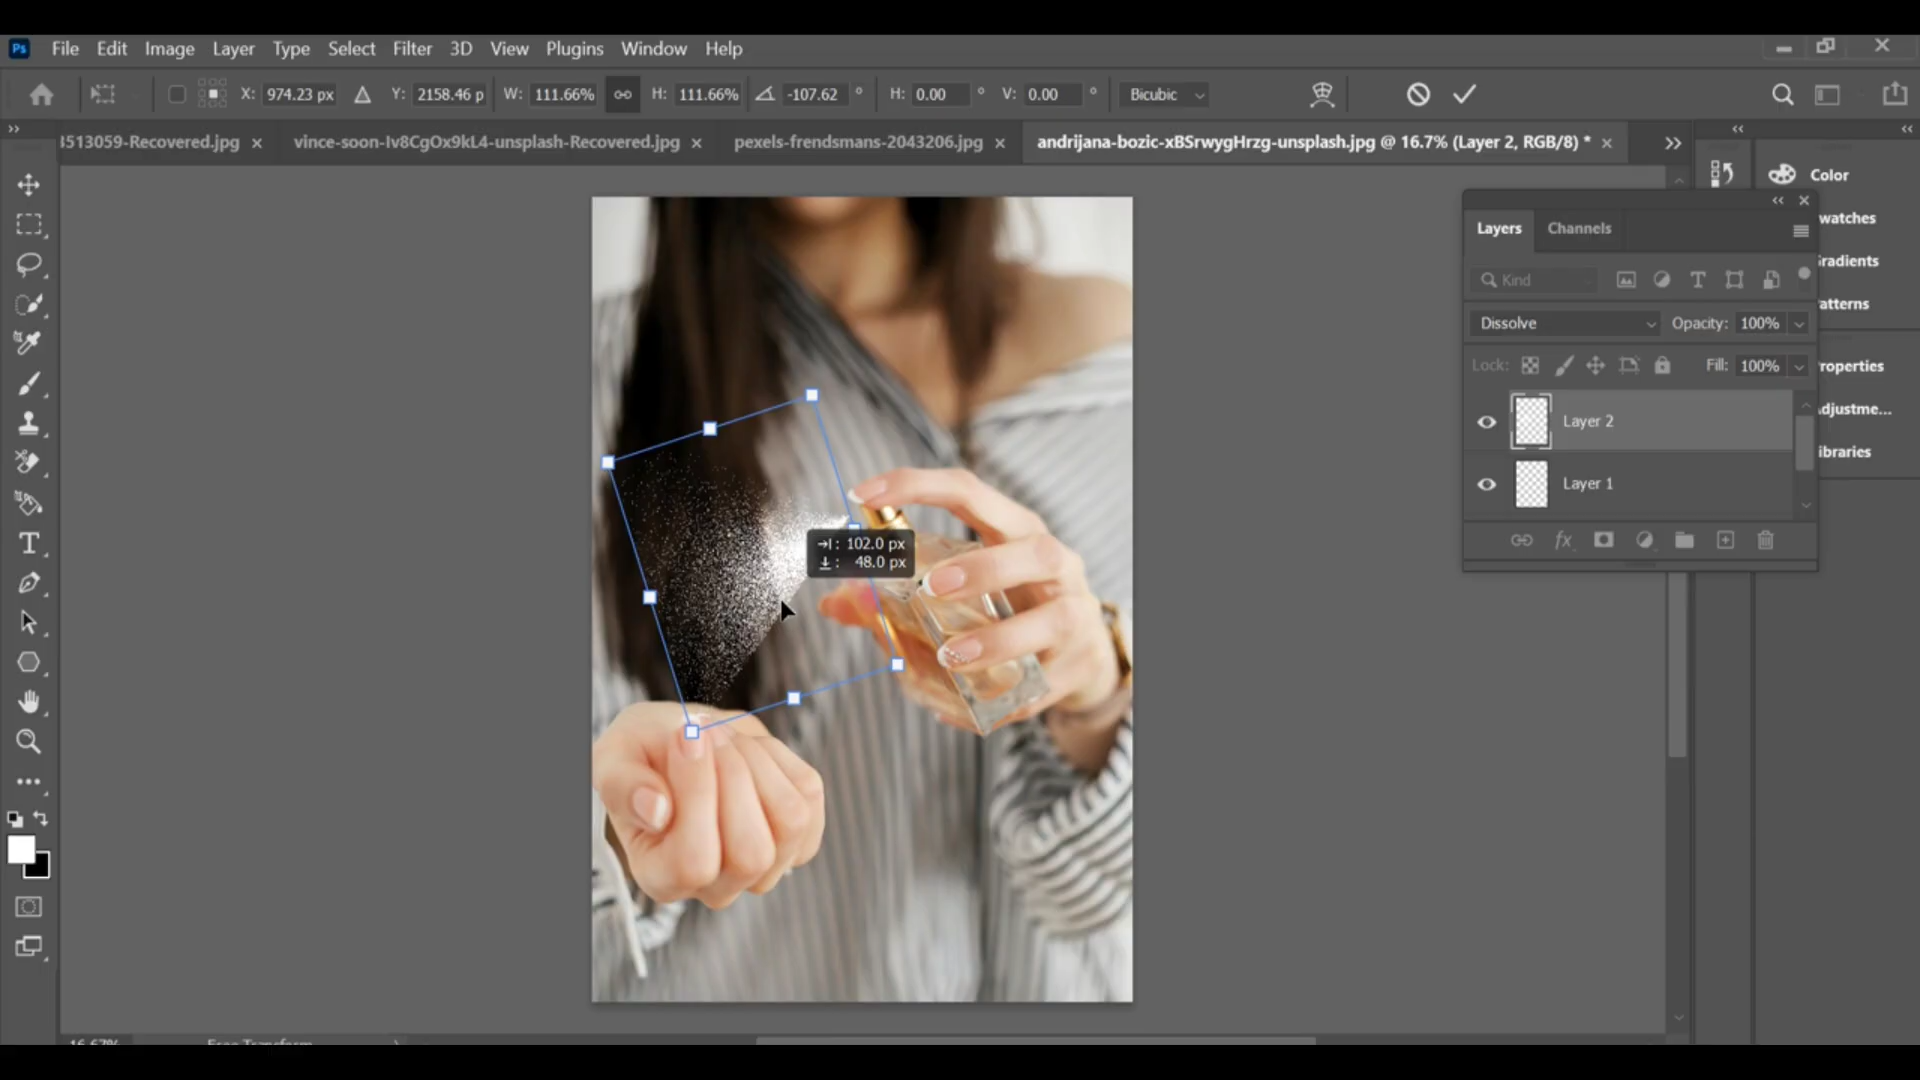 Ps File Edit Image Layer Type Select Filter 3D View Plugins Window Help
X: 974.23 px Y: 2158.46 p W: 111.66% H: 111.66% -107.62 ° H: 0.00 ° V: 0.00 ° Bicubic
3513059-Recovered.jpg × vince-soon-Iv8CgOx9kL4-unsplash-Recovered.jpg × pexels-frendsmans-2043206.jpg × andrijana-bozic-xBSrwygHrzg-unsplash.jpg @ 16.7% (Layer 2, RGB/8) * ×
Color
watches
Gradients
Patterns
Properties
Adjustme...
ibraries
Layers Channels
Kind
Dissolve Opacity: 100%
Lock: Fill: 100%
Layer 2
Layer 1
fx
T
: 102.0 px
: 48.0 px
16.67% Free Transform